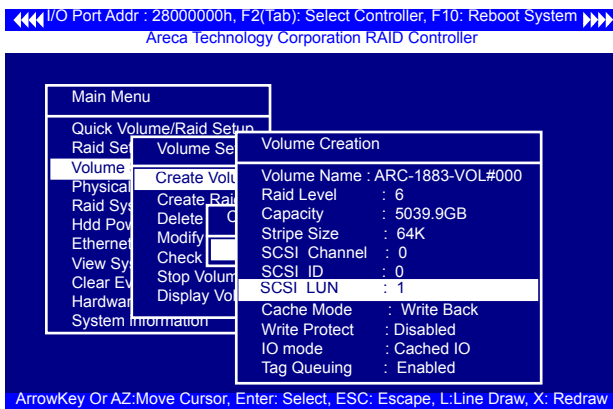 I/O Port Addr : 28000000h, F2(Tab): Select Controller, F10: Reboot System
Areca Technology Corporation RAID Controller
Main Menu
Quick Volume/Raid Setup
Raid Set
Volume
Physical
Raid Sys
Hdd Pow
Ethernet
View Sy
Clear Ev
Hardwar
System Information
Volume Se
Create Volu
Create Rai
Delete
Modify
Check
Stop Volum
Display Vol
C
Volume Creation
Volume Name : ARC-1883-VOL#000
Raid Level : 6
Capacity : 5039.9GB
Stripe Size : 64K
SCSI Channel : 0
SCSI ID : 0
SCSI LUN : 1
Cache Mode : Write Back
Write Protect : Disabled
IO mode : Cached IO
Tag Queuing : Enabled
ArrowKey Or AZ:Move Cursor, Enter: Select, ESC: Escape, L:Line Draw, X: Redraw